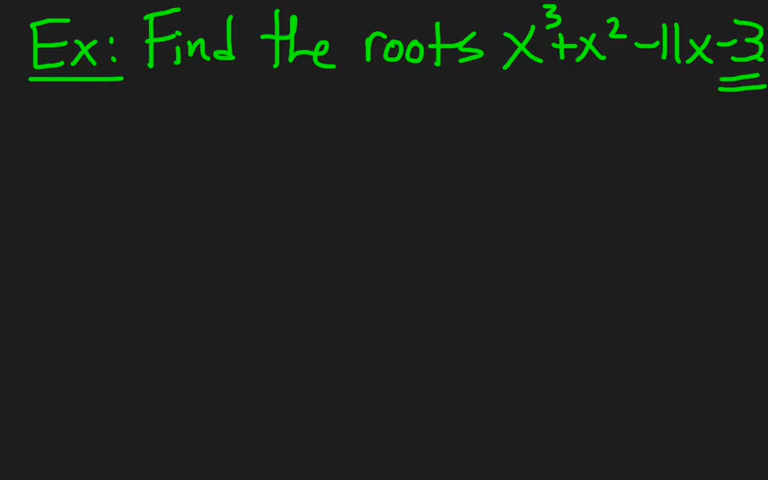 Ex: Find the roots x³+x²-11x-3